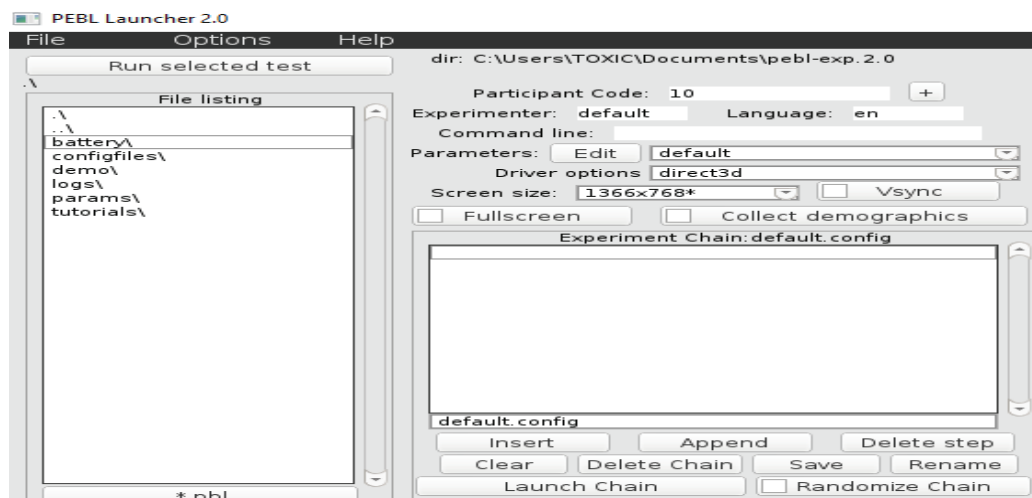 PEBL Launcher 2.0
File Options Help
Run selected test
.\
File listing
.\
..\
battery\
configfiles\
demo\
logs\
params\
tutorials\
*.pbl
dir: C:\Users\TOXIC\Documents\pebl-exp.2.0
Participant Code: 10 +
Experimenter: default Language: en
Command line:
Parameters: Edit default
Driver options direct3d
Screen size: 1366x768* Vsync
Fullscreen Collect demographics
Experiment Chain:default.config
default.config
Insert Append Delete step
Clear Delete Chain Save Rename
Launch Chain Randomize Chain